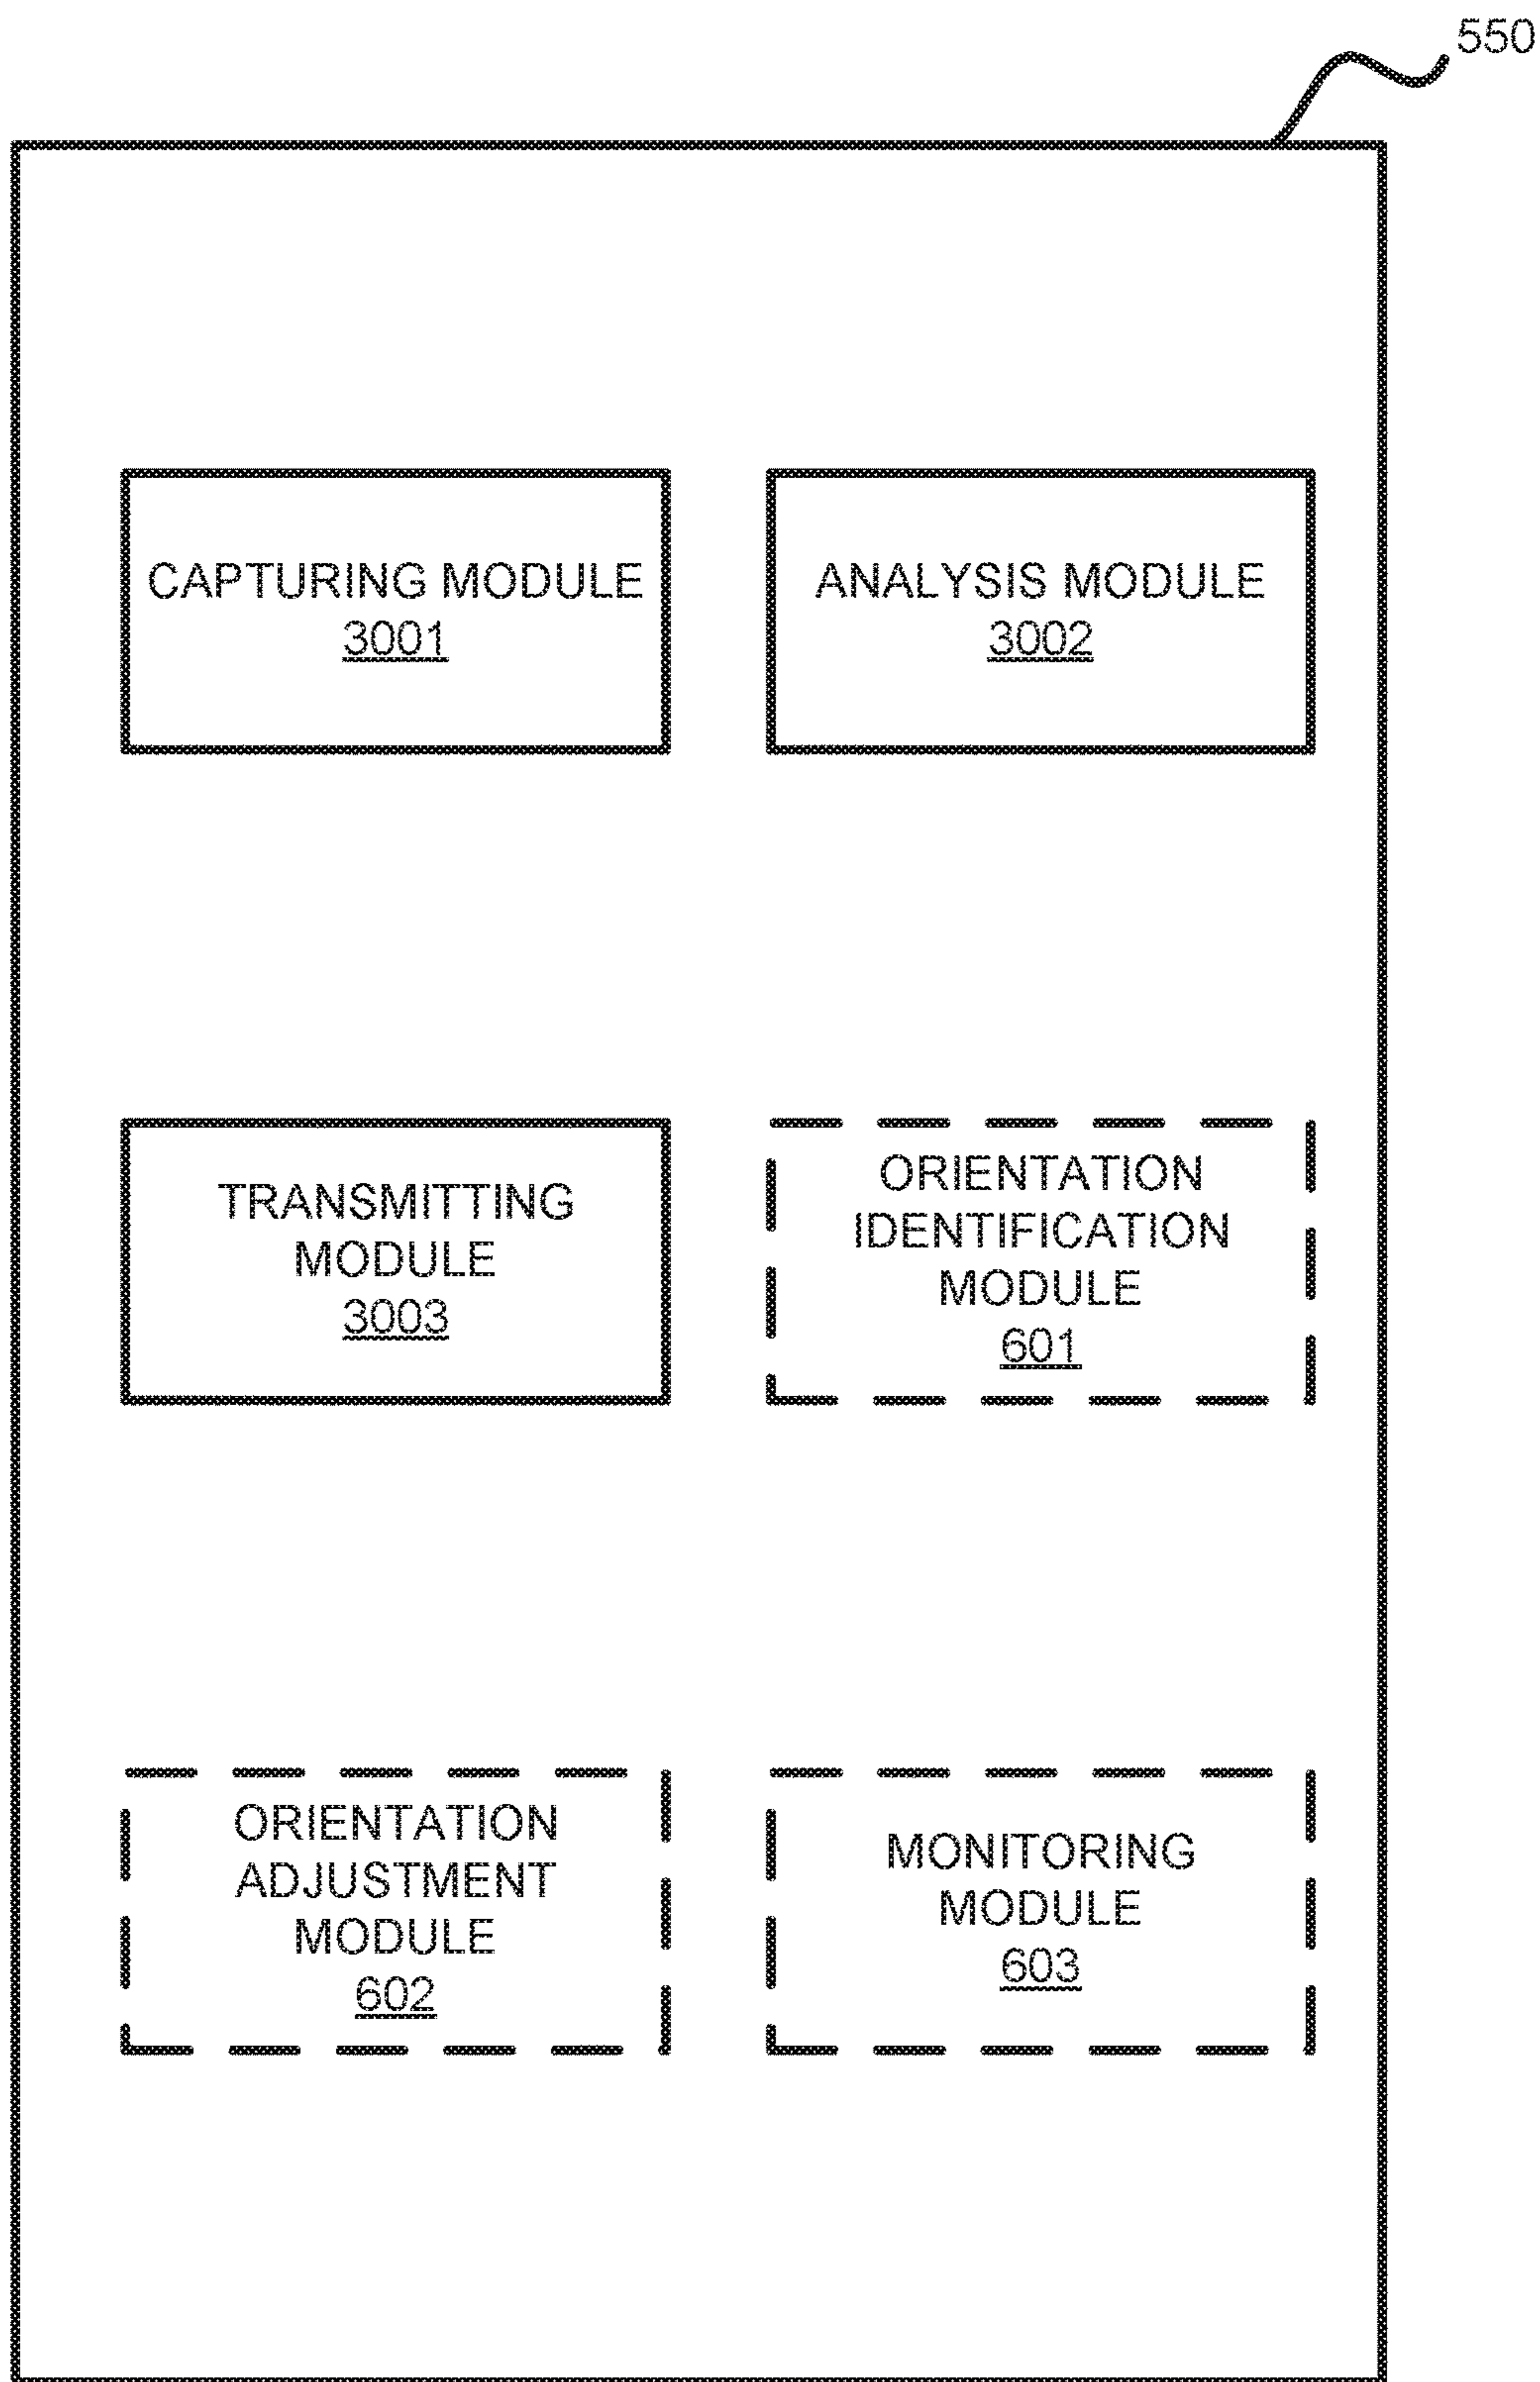 550
CAPTURING MODULE
3001
ANALYSIS MODULE
3002
TRANSMITTING
MODULE
3003
ORIENTATION
IDENTIFICATION
MODULE
601
ORIENTATION
ADJUSTMENT
MODULE
602
MONITORING
MODULE
603